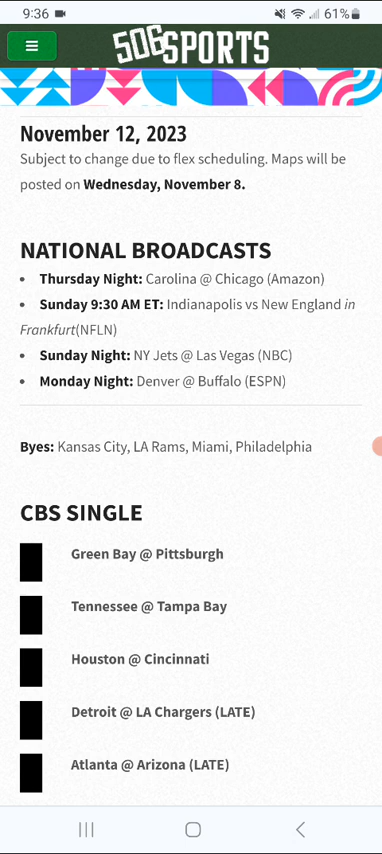 9:36 61%
506SPORTS
November 12, 2023
Subject to change due to flex scheduling. Maps will be
posted on Wednesday, November 8.
NATIONAL BROADCASTS
• Thursday Night: Carolina @ Chicago (Amazon)
• Sunday 9:30 AM ET: Indianapolis vs New England in
Frankfurt(NFLN)
• Sunday Night: NY Jets @ Las Vegas (NBC)
• Monday Night: Denver @ Buffalo (ESPN)
Byes: Kansas City, LA Rams, Miami, Philadelphia
CBS SINGLE
Green Bay @ Pittsburgh
Tennessee @ Tampa Bay
Houston @ Cincinnati
Detroit @ LA Chargers (LATE)
Atlanta @ Arizona (LATE)